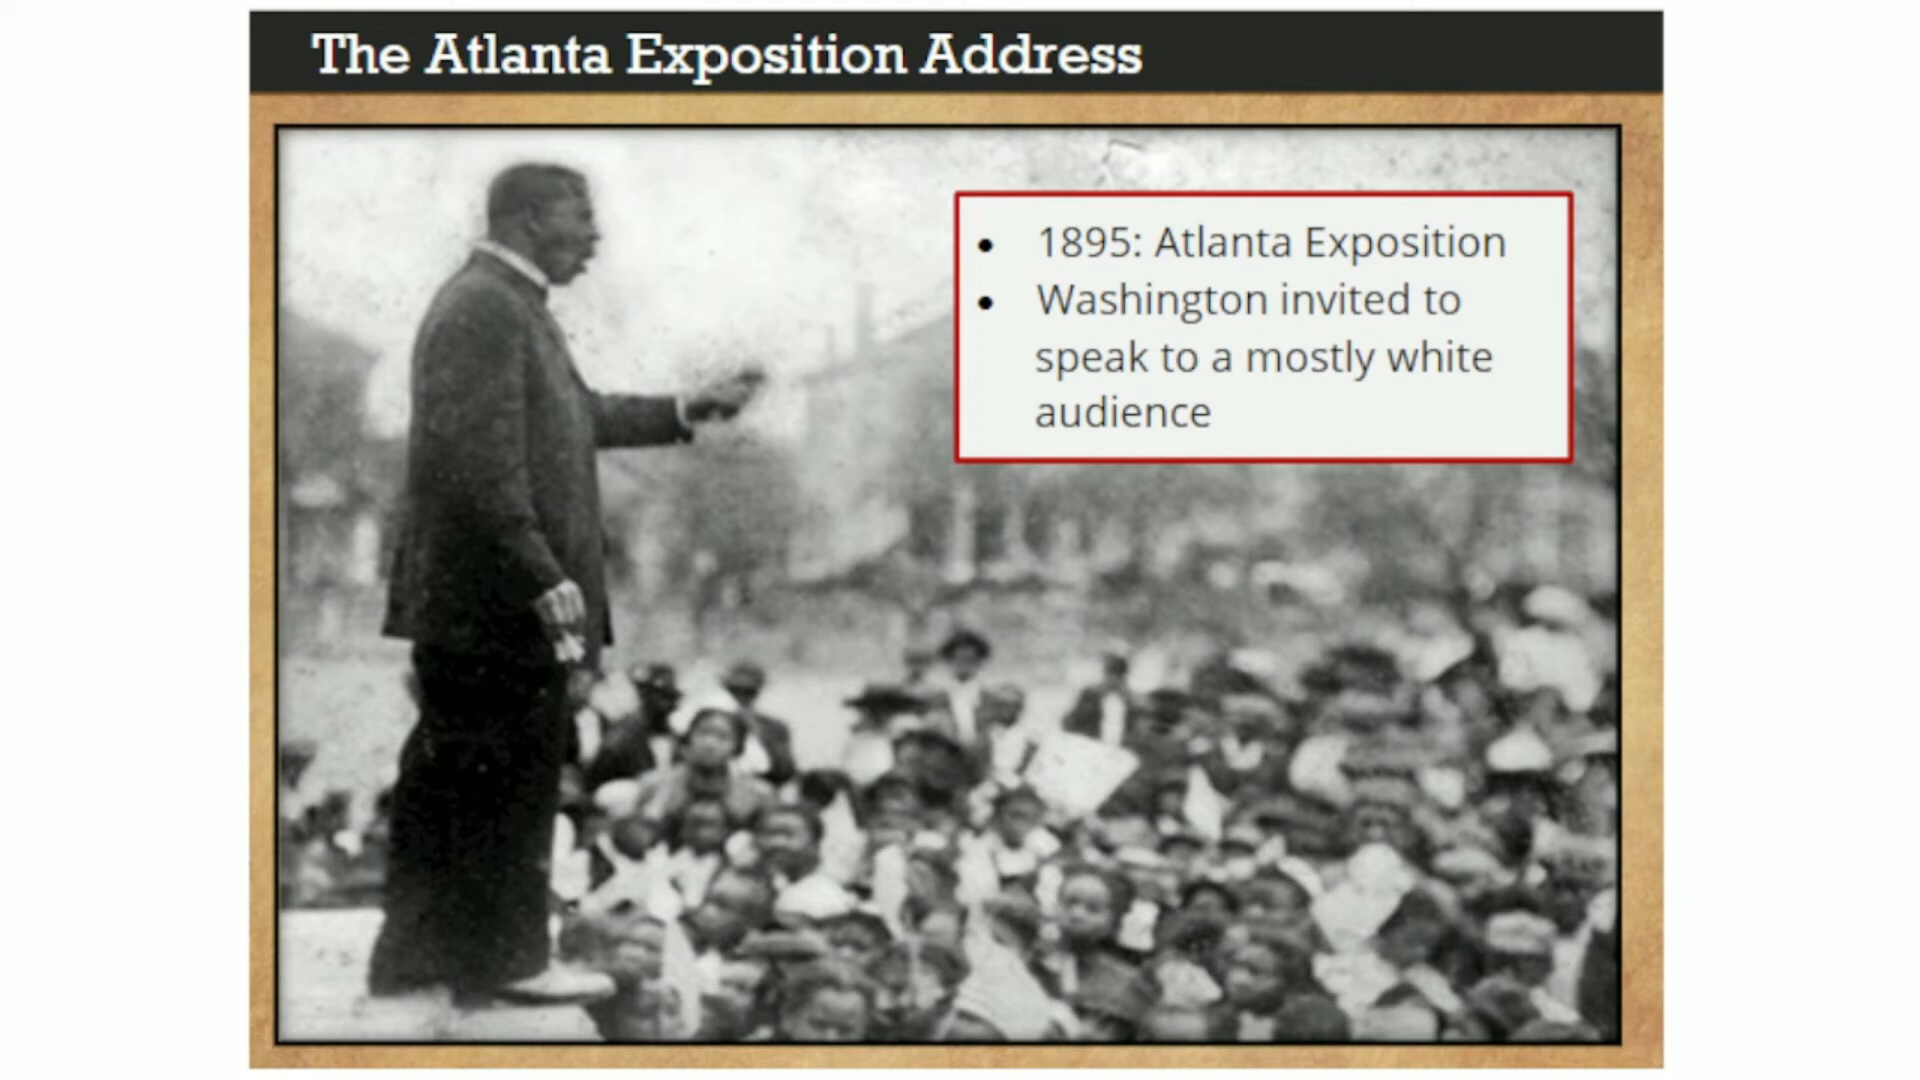 The Atlanta Exposition Address
• 1895: Atlanta Exposition
• Washington invited to
speak to a mostly white
audience